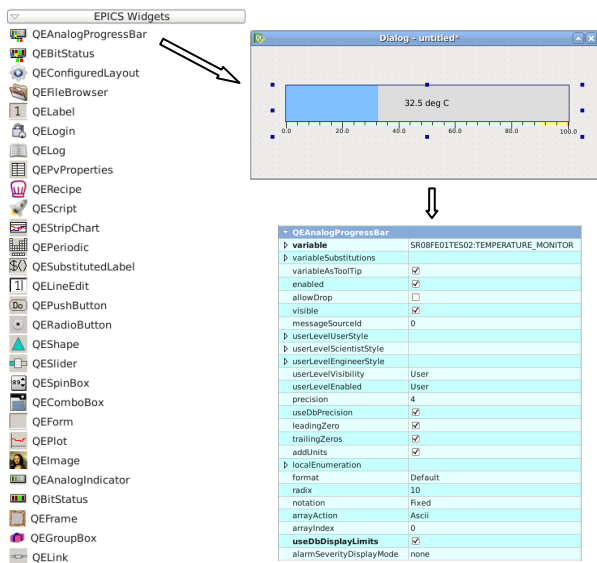 EPICS Widgets
QEAnalogProgressBar
QEBitStatus
QEConfiguredLayout
QEFileBrowser
1 QELabel
QELogin
QELog
QEPvProperties
QERecipe
QEScript
QEStripChart
QEPeriodic
$() QESubstitutedLabel
1 QELineEdit
Do QEPushButton
QERadioButton
QEShape
QESlider
QESpinBox
QEComboBox
QEForm
QEPlot
QEImage
QEAnalogIndicator
QBitStatus
QEFrame
QEGroupBox
QELink
Dialog - untitled*
32.5 deg C
0.0 20.0 40.0 60.0 80.0 100.0
QEAnalogProgressBar
variable SR08FE01TES02:TEMPERATURE_MONITOR
variableSubstitutions
variableAsToolTip
enabled
allowDrop
visible
messageSourceId 0
userLevelUserStyle
userLevelScientistStyle
userLevelEngineerStyle
userLevelVisibility User
userLevelEnabled User
precision 4
useDbPrecision
leadingZero
trailingZeros
addUnits
localEnumeration
format Default
radix 10
notation Fixed
arrayAction Ascii
arrayIndex 0
useDbDisplayLimits
alarmSeverityDisplayMode none